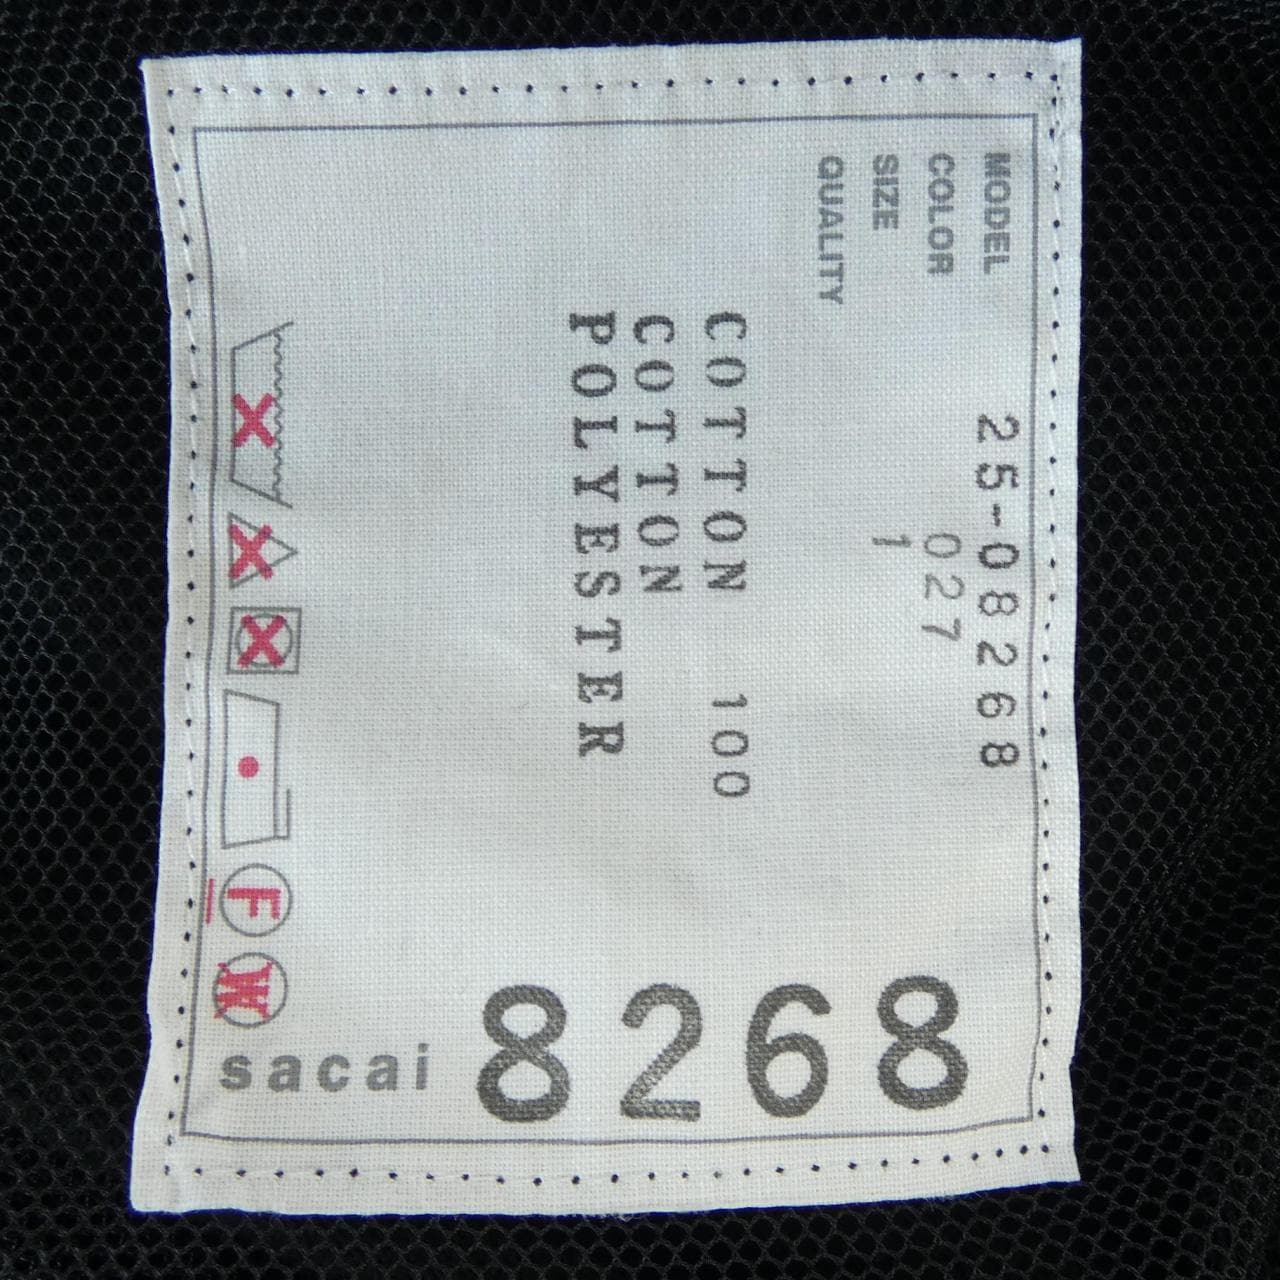 MODEL 25-08268
COLOR 027
SIZE 1
QUALITY
COTTON 100
COTTON
POLYESTER
F
W
8268
sacai